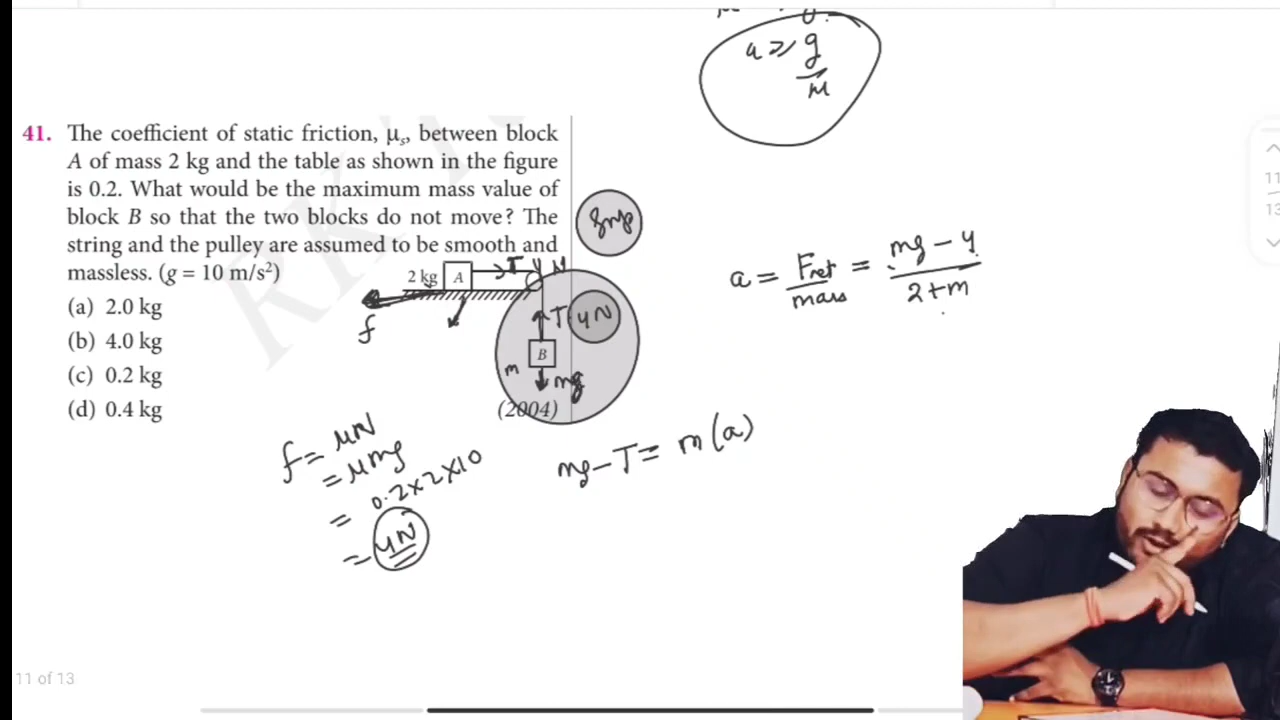 a ≥ g
μ
41. The coefficient of static friction, μₛ, between block
A of mass 2 kg and the table as shown in the figure
is 0.2. What would be the maximum mass value of
block B so that the two blocks do not move? The
string and the pulley are assumed to be smooth and
massless. (g = 10 m/s²)
(a) 2.0 kg
(b) 4.0 kg
(c) 0.2 kg
(d) 0.4 kg
(2004)
2 kg A T 4 N
f
T 4N
B
m
mg
a = Fnet = mg - 4
mass 2 + m
f = μN
= μmg
= 0.2×2×10
= 4N
mg - T = m(a)
11 of 13
11
13